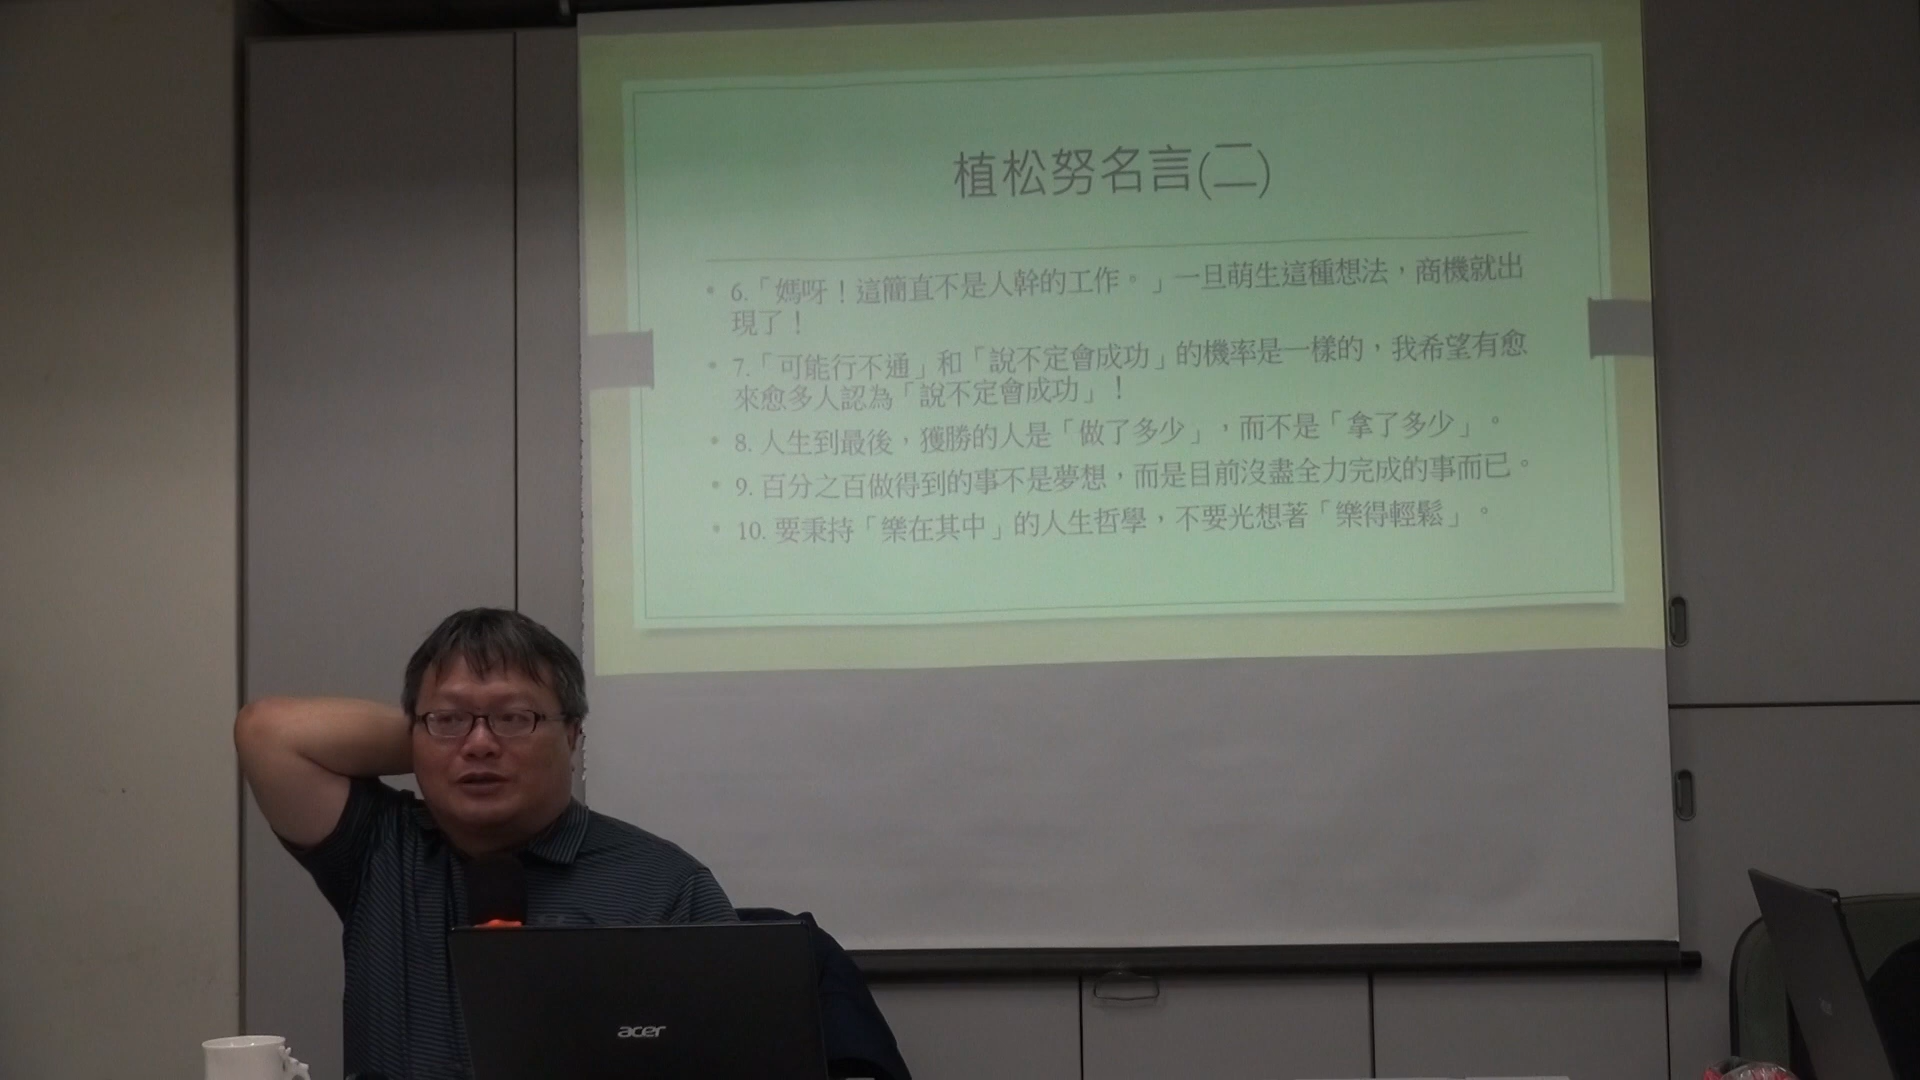 植松努名言(二)
• 6.「媽呀！這簡直不是人幹的工作。」一旦萌生這種想法，商機就出
現了！
• 7.「可能行不通」和「說不定會成功」的機率是一樣的，我希望有愈
來愈多人認為「說不定會成功」！
• 8. 人生到最後，獲勝的人是「做了多少」，而不是「拿了多少」。
• 9. 百分之百做得到的事不是夢想，而是目前沒盡全力完成的事而已。
• 10. 要秉持「樂在其中」的人生哲學，不要光想著「樂得輕鬆」。
acer